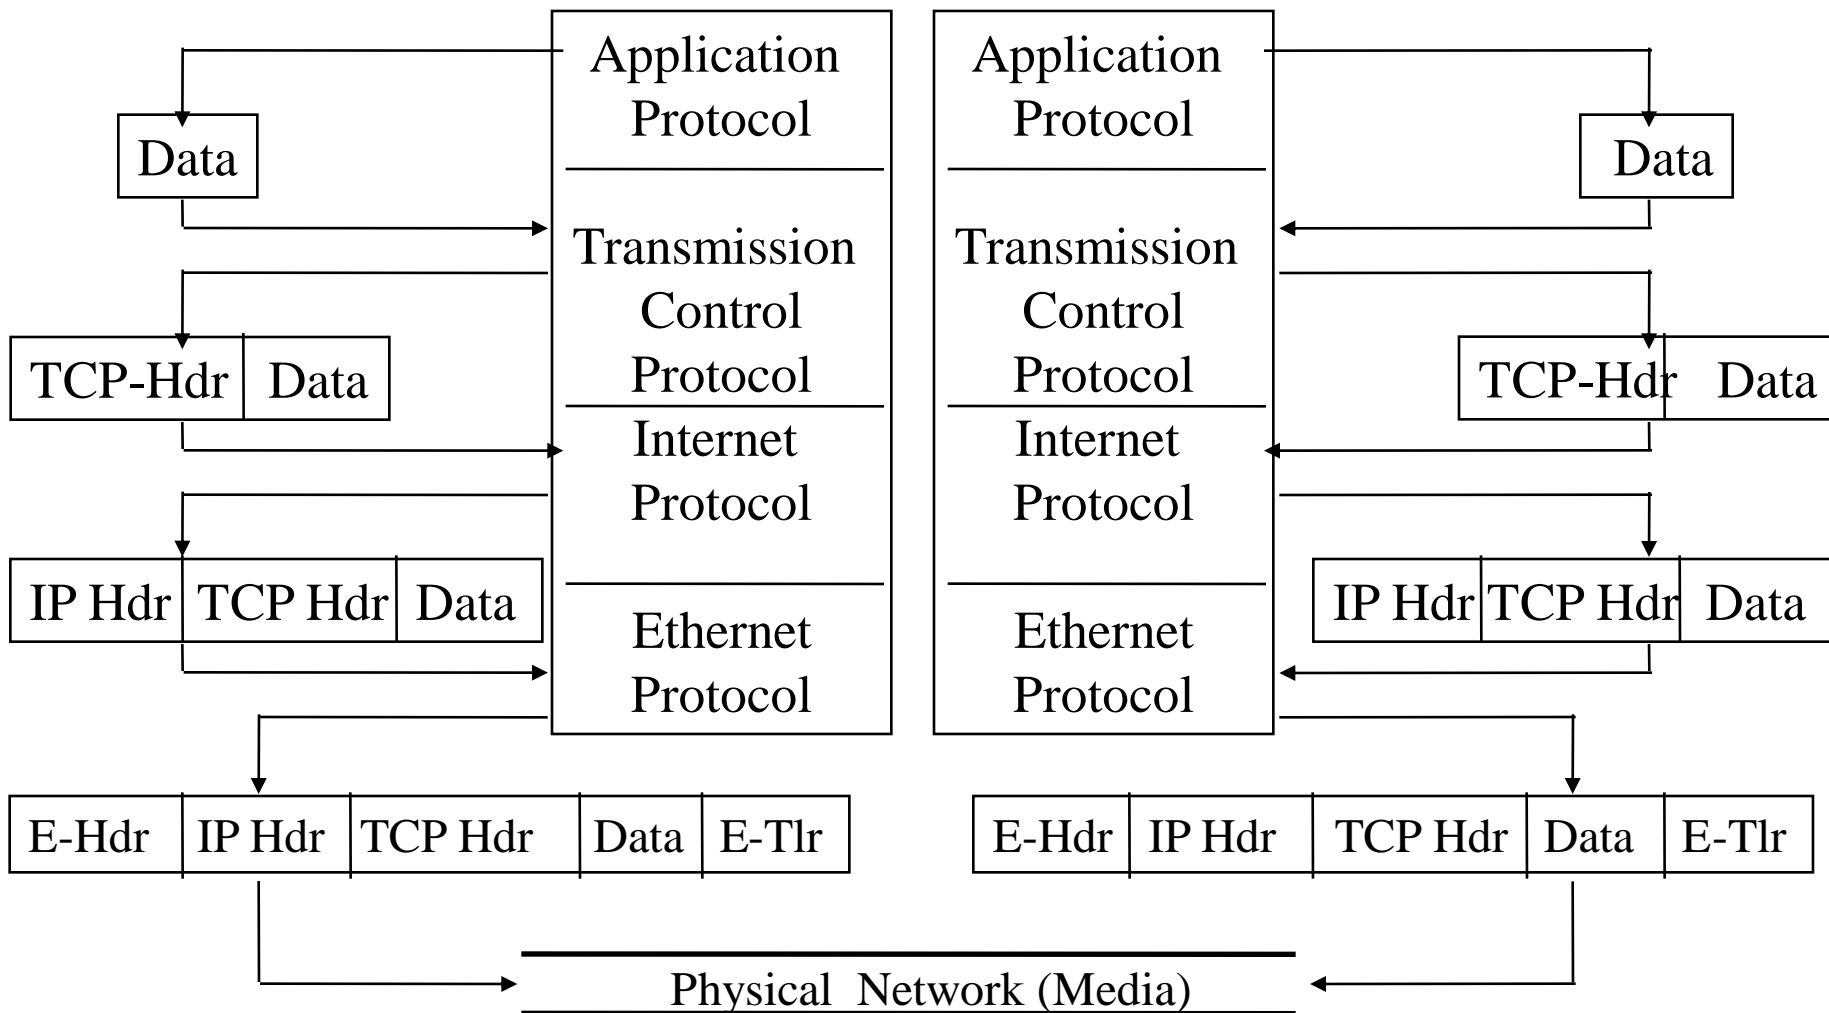 Application
Protocol
Application
Protocol
Data
Data
Transmission
Control
Protocol
Transmission
Control
Protocol
TCP-Hdr Data
TCP-Hdr Data
Internet
Protocol
Internet
Protocol
IP Hdr TCP Hdr Data
IP Hdr TCP Hdr Data
Ethernet
Protocol
Ethernet
Protocol
E-Hdr IP Hdr TCP Hdr Data E-Tlr
E-Hdr IP Hdr TCP Hdr Data E-Tlr
Physical Network (Media)